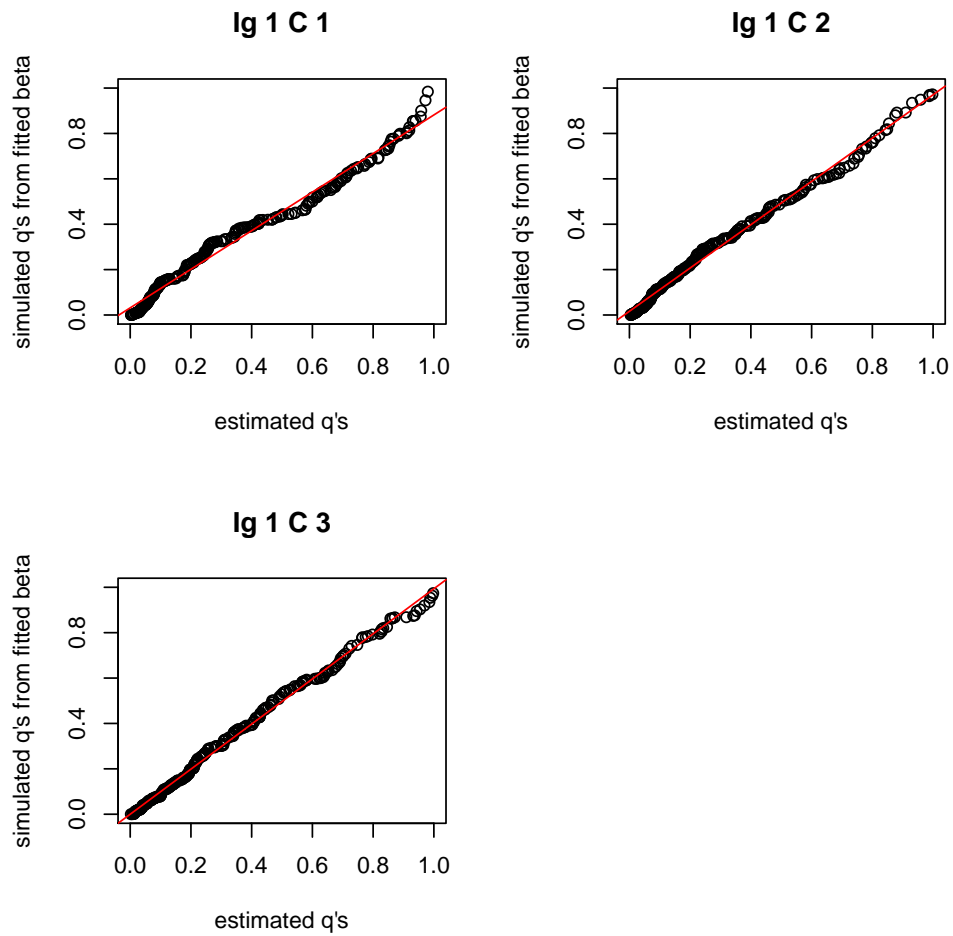 Ig 1 C 1
simulated q's from fitted beta
0.0 0.4 0.8
0.0 0.2 0.4 0.6 0.8 1.0
estimated q's
Ig 1 C 2
simulated q's from fitted beta
0.0 0.4 0.8
0.0 0.2 0.4 0.6 0.8 1.0
estimated q's
Ig 1 C 3
simulated q's from fitted beta
0.0 0.4 0.8
0.0 0.2 0.4 0.6 0.8 1.0
estimated q's